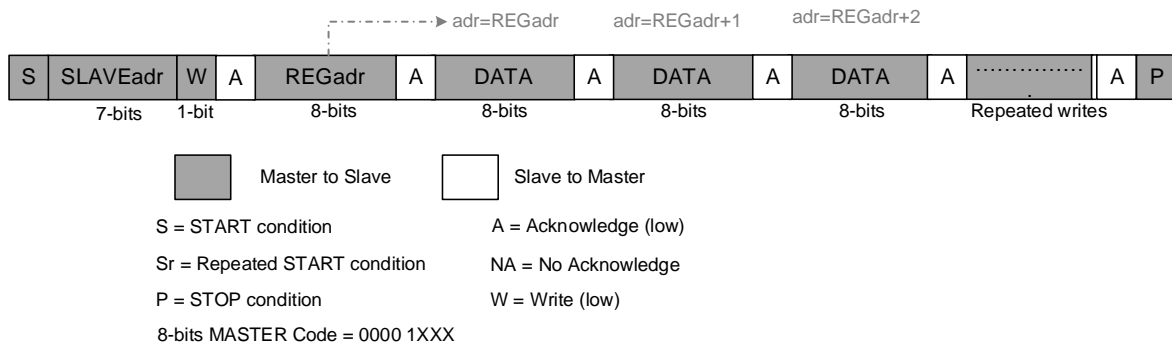 adr=REGadr adr=REGadr+1 adr=REGadr+2
S SLAVEadr W A REGadr A DATA A DATA A DATA A .................. A P
7-bits 1-bit 8-bits 8-bits 8-bits 8-bits Repeated writes
Master to Slave Slave to Master
S = START condition A = Acknowledge (low)
Sr = Repeated START condition NA = No Acknowledge
P = STOP condition W = Write (low)
8-bits MASTER Code = 0000 1XXX